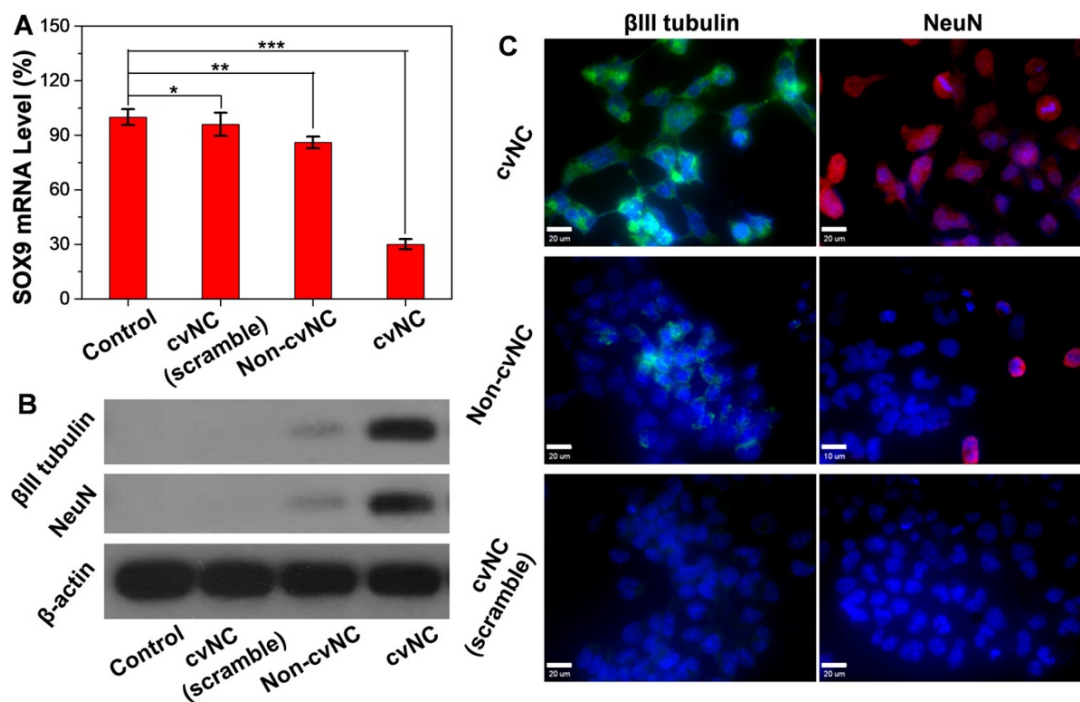 A
SOX9 mRNA Level (%)
150
120
90
60
30
0
***
**
*
Control
cvNC
(scramble)
Non-cvNC
cvNC
B
βIII tubulin
NeuN
β-actin
Control
cvNC
(scramble)
Non-cvNC
cvNC
C
βIII tubulin
NeuN
cvNC
20 um
20 um
Non-cvNC
20 um
10 um
cvNC
(scramble)
20 um
20 um